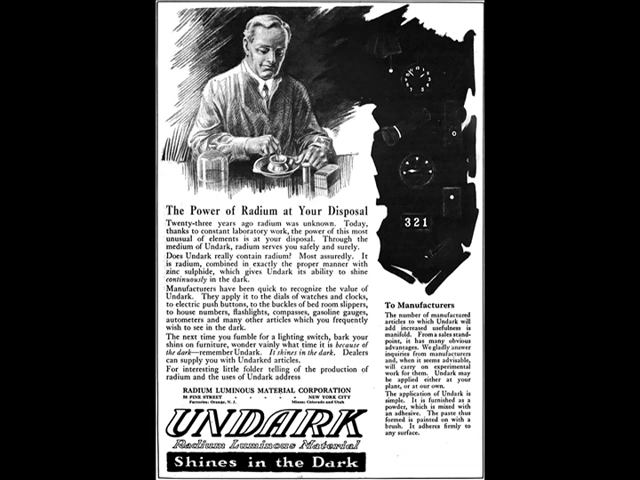 321
The Power of Radium at Your Disposal
Twenty-three years ago radium was unknown. Today,
thanks to constant laboratory work, the power of this most
unusual of elements is at your disposal. Through the
medium of Undark, radium serves you safely and surely.
Does Undark really contain radium? Most assuredly. It
is radium, combined in exactly the proper manner with
zinc sulphide, which gives Undark its ability to shine
continuously in the dark.
Manufacturers have been quick to recognize the value of
Undark. They apply it to the dials of watches and clocks,
to electric push buttons, to the buckles of bed room slippers,
to house numbers, flashlights, compasses, gasoline gauges,
autometers and many other articles which you frequently
wish to see in the dark.
The next time you fumble for a lighting switch, bark your
shins on furniture, wonder vainly what time it is because of
the dark—remember Undark. It shines in the dark. Dealers
can supply you with Undarked articles.
For interesting little folder telling of the production of
radium and the uses of Undark address
RADIUM LUMINOUS MATERIAL CORPORATION
58 PINE STREET - - - - NEW YORK CITY
Factories: Orange, N. J. Mines: Colorado and Utah
UNDARK
Radium Luminous Material
Shines in the Dark
To Manufacturers
The number of manufactured
articles to which Undark will
add increased usefulness is
manifold. From a sales stand-
point, it has many obvious
advantages. We gladly answer
inquiries from manufacturers
and, when it seems advisable,
will carry on experimental
work for them. Undark may
be applied either at your
plant, or at our own.
The application of Undark is
simple. It is furnished as a
powder, which is mixed with
an adhesive. The paste thus
formed is painted on with a
brush. It adheres firmly to
any surface.